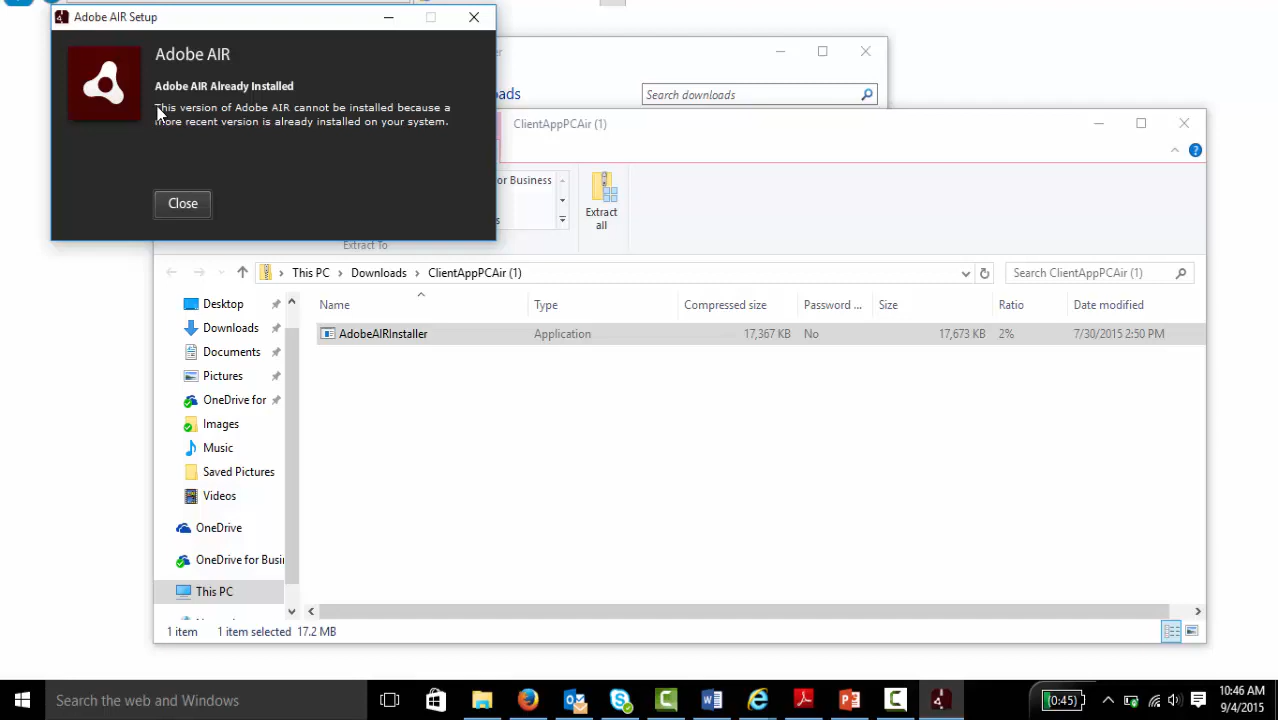 Adobe AIR Setup
Adobe AIR
Adobe AIR Already Installed
This version of Adobe AIR cannot be installed because a
more recent version is already installed on your system.
Close
Search downloads
ClientAppPCAir (1)
or Business
Extract
all
Extract To
This PC
Downloads
ClientAppPCAir (1)
Search ClientAppPCAir (1)
Name
Type
Compressed size
Password ...
Size
Ratio
Date modified
AdobeAIRInstaller
Application
17,367 KB
No
17,673 KB
2%
7/30/2015 2:50 PM
Desktop
Downloads
Documents
Pictures
OneDrive for
Images
Music
Saved Pictures
Videos
OneDrive
OneDrive for Busi
This PC
1 item
1 item selected
17.2 MB
Search the web and Windows
(0:45)
10:46 AM
9/4/2015